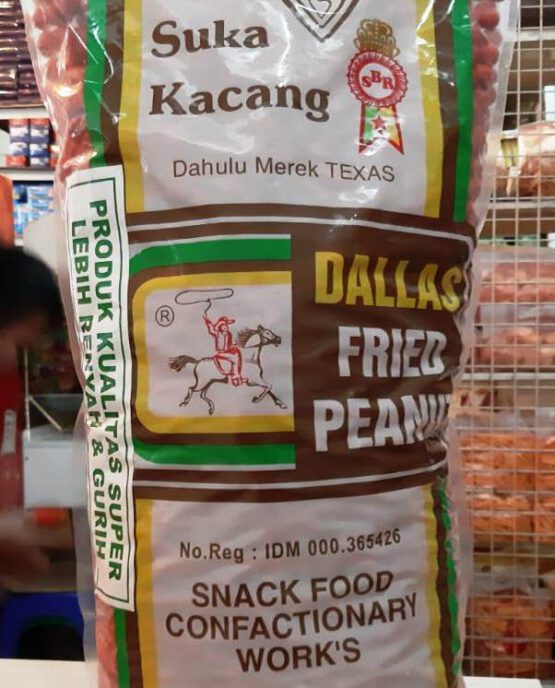 Suka
Kacang
SBR
Dahulu Merek TEXAS
PRODUK KUALITAS SUPER
LEBIH RENYAH & GURIH
®
DALLAS
FRIED
PEANU
No.Reg : IDM 000.365426
SNACK FOOD
CONFACTIONARY
WORK'S